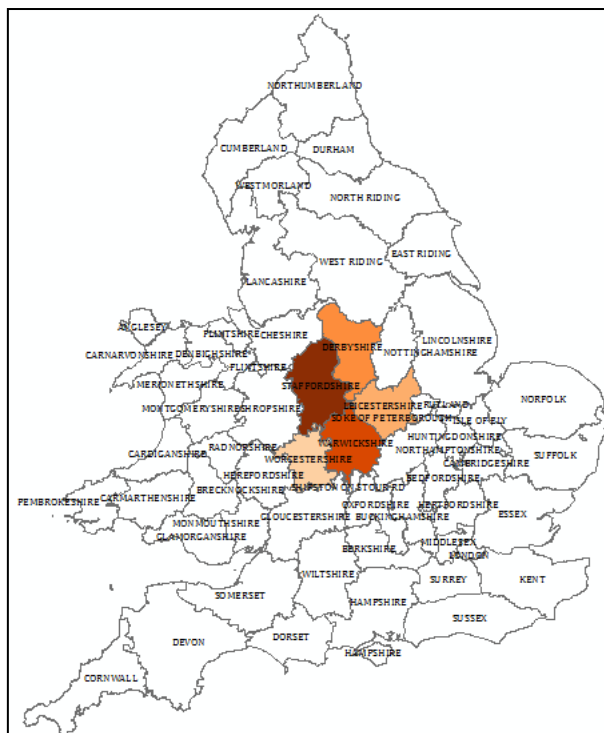 NORTHUMBERLAND
CUMBERLAND
DURHAM
WESTMORLAND
NORTH RIDING
EAST RIDING
WEST RIDING
LANCASHIRE
ANGLESEY
FLINTSHIRE
CHESHIRE
DERBYSHIRE
LINCOLNSHIRE
CARNARVONSHIRE
DENBIGHSHIRE
NOTTINGHAMSHIRE
FLINTSHIRE
MERIONETHSHIRE
STAFFORDSHIRE
NORFOLK
MONTGOMERYSHIRE
SHROPSHIRE
LEICESTERSHIRE
RUTLAND
SOKE OF PETERBOROUGH
ISLE OF ELY
HUNTINGDONSHIRE
RADNORSHIRE
WARWICKSHIRE
NORTHAMPTONSHIRE
SUFFOLK
CARDIGANSHIRE
WORCESTERSHIRE
CAMBRIDGESHIRE
HEREFORDSHIRE
BEDFORDSHIRE
BRECKNOCKSHIRE
SHIPSTON ON STOUR RD
CARMARTHENSHIRE
PEMBROKESHIRE
OXFORDSHIRE
HERTFORDSHIRE
ESSEX
GLOUCESTERSHIRE
BUCKINGHAMSHIRE
MONMOUTHSHIRE
GLAMORGANSHIRE
MIDDLESEX
BERKSHIRE
LONDON
WILTSHIRE
SURREY
KENT
SOMERSET
HAMPSHIRE
SUSSEX
DEVON
DORSET
HAMPSHIRE
CORNWALL